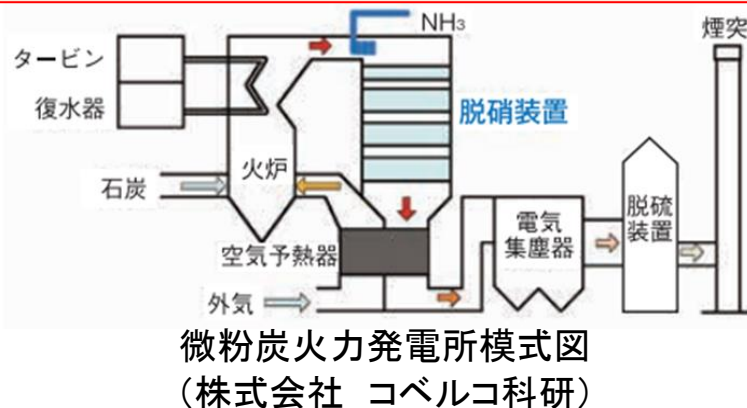 NH₃
煙突
タービン
復水器
脱硝装置
石炭
火炉
空気予熱器
外気
電気
集塵器
脱硫
装置
微粉炭火力発電所模式図
（株式会社　コベルコ科研）